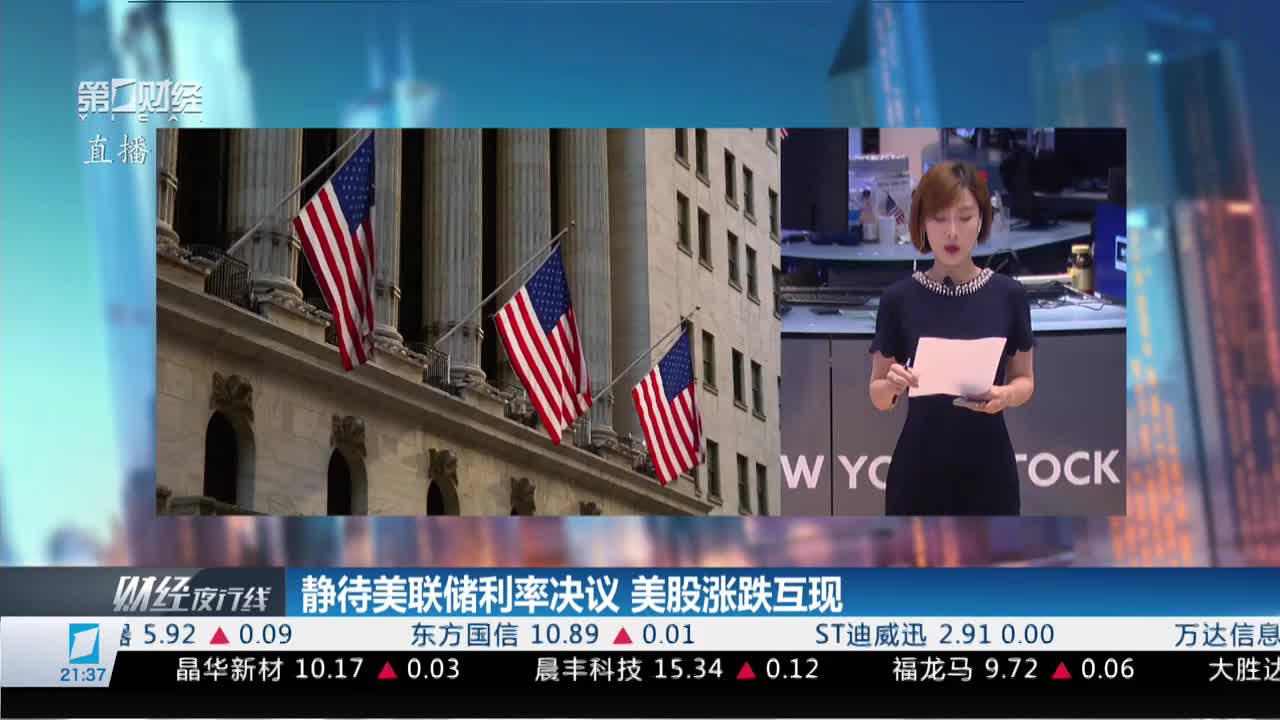 第一财经
YICAI
直播
W YO
TOCK
财经夜行线
静待美联储利率决议 美股涨跌互现
5.92 ▲ 0.09 东方国信 10.89 ▲ 0.01 ST迪威迅 2.91 0.00 万达信息
21:37
晶华新材 10.17 ▲ 0.03 晨丰科技 15.34 ▲ 0.12 福龙马 9.72 ▲ 0.06 大胜达